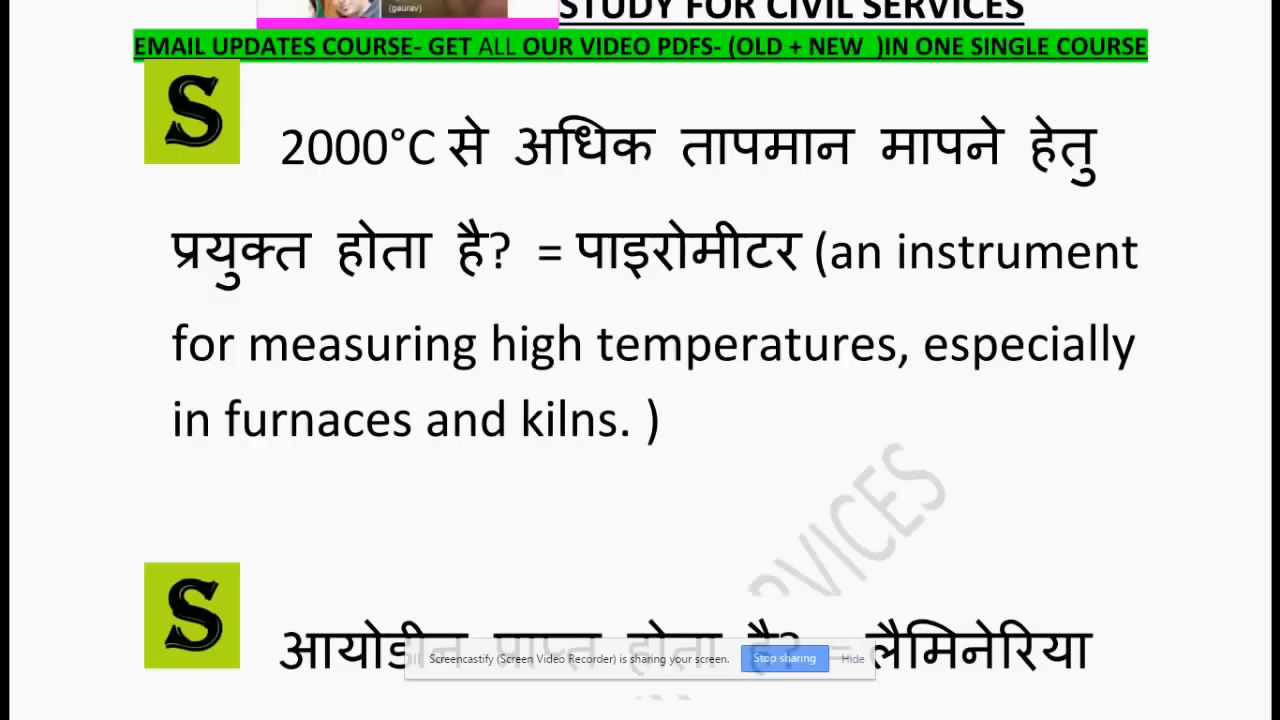 (gaurav)
STUDY FOR CIVIL SERVICES
EMAIL UPDATES COURSE- GET ALL OUR VIDEO PDFS- (OLD + NEW )IN ONE SINGLE COURSE
S 2000°C से अधिक तापमान मापने हेतु
प्रयुक्त होता है? = पाइरोमीटर (an instrument
for measuring high temperatures, especially
in furnaces and kilns. )
RVICES
S आयोडीन प्राप्त होता है? = लैमिनेरिया
Screencastify (Screen Video Recorder) is sharing your screen. Stop sharing Hide